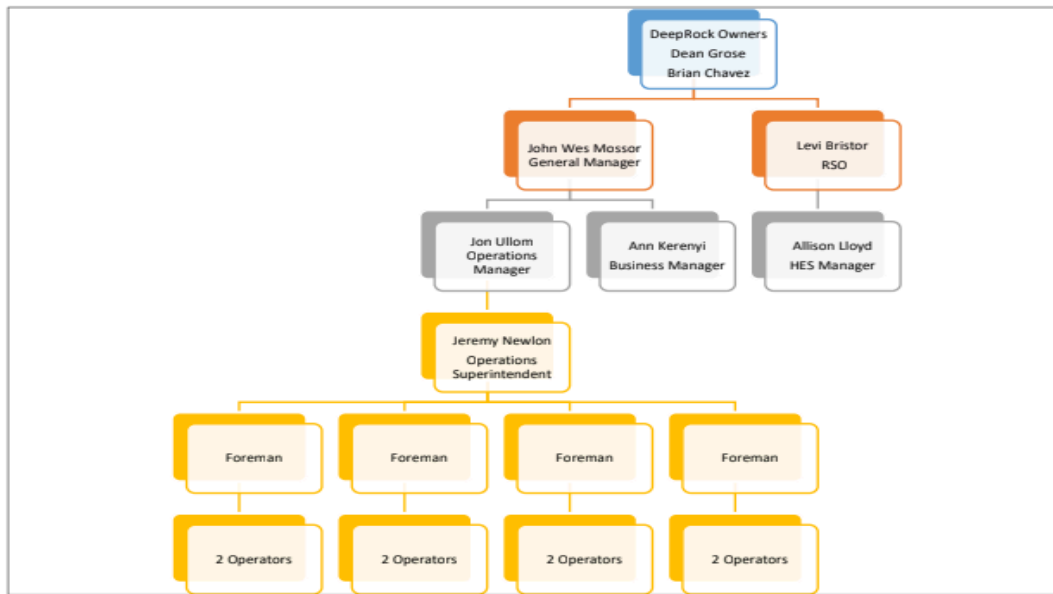 DeepRock Owners
Dean Grose
Brian Chavez
John Wes Mossor
General Manager
Levi Bristor
RSO
Jon Ullom
Operations
Manager
Ann Kerenyi
Business Manager
Allison Lloyd
HES Manager
Jeremy Newlon
Operations
Superintendent
Foreman
Foreman
Foreman
Foreman
2 Operators
2 Operators
2 Operators
2 Operators